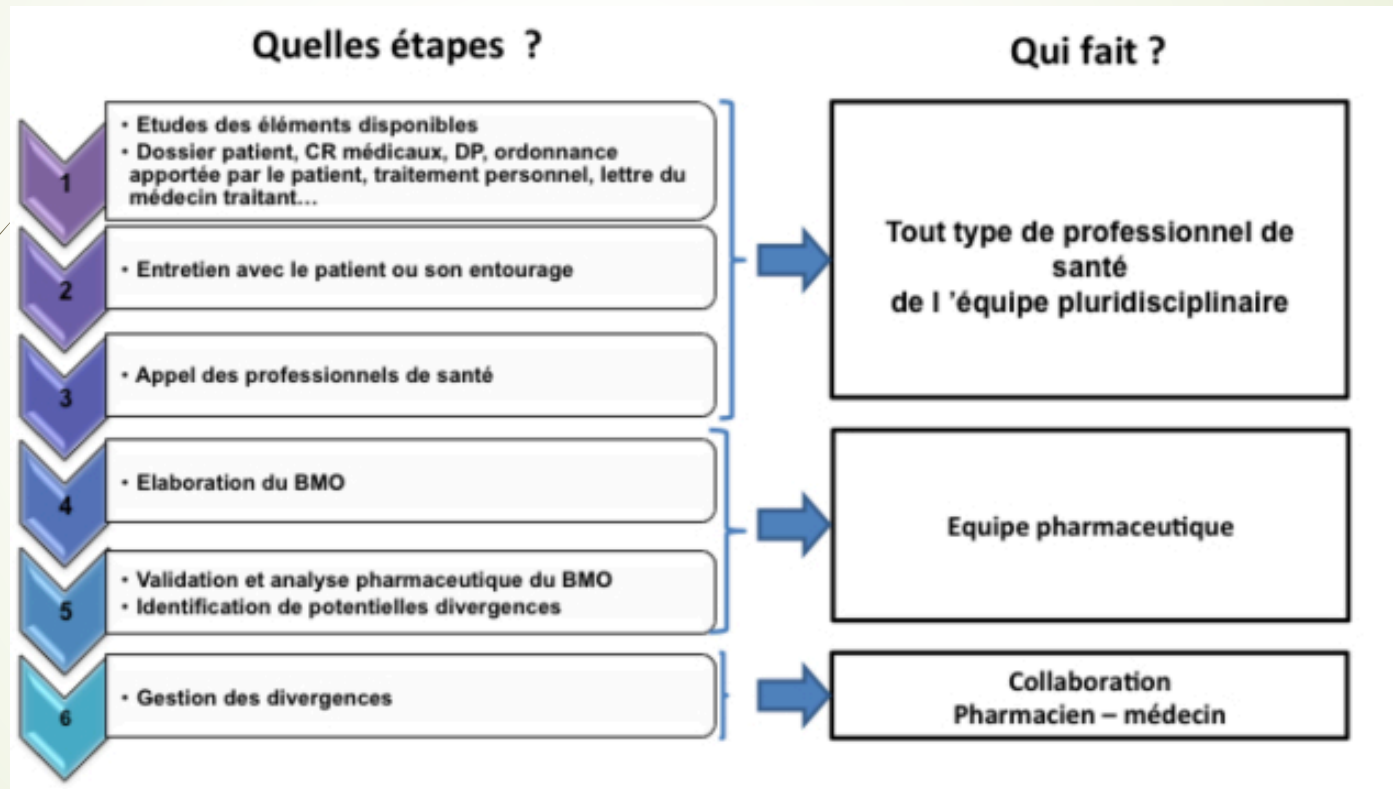 Quelles étapes ?
Qui fait ?
1
• Etudes des éléments disponibles
• Dossier patient, CR médicaux, DP, ordonnance
apportée par le patient, traitement personnel, lettre du
médecin traitant...
2
• Entretien avec le patient ou son entourage
3
• Appel des professionnels de santé
Tout type de professionnel de
santé
de l ’équipe pluridisciplinaire
4
• Elaboration du BMO
5
• Validation et analyse pharmaceutique du BMO
• Identification de potentielles divergences
Equipe pharmaceutique
6
• Gestion des divergences
Collaboration
Pharmacien – médecin